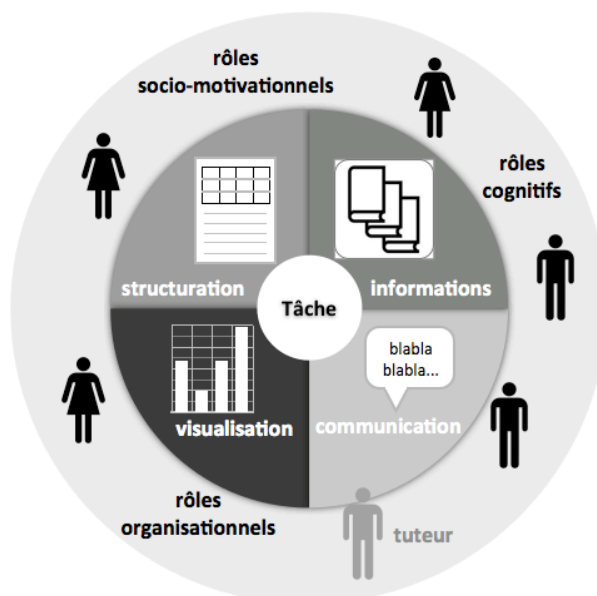 rôles
socio-motivationnels
rôles
cognitifs
structuration
informations
Tâche
blabla
blabla...
visualisation
communication
rôles
organisationnels
tuteur